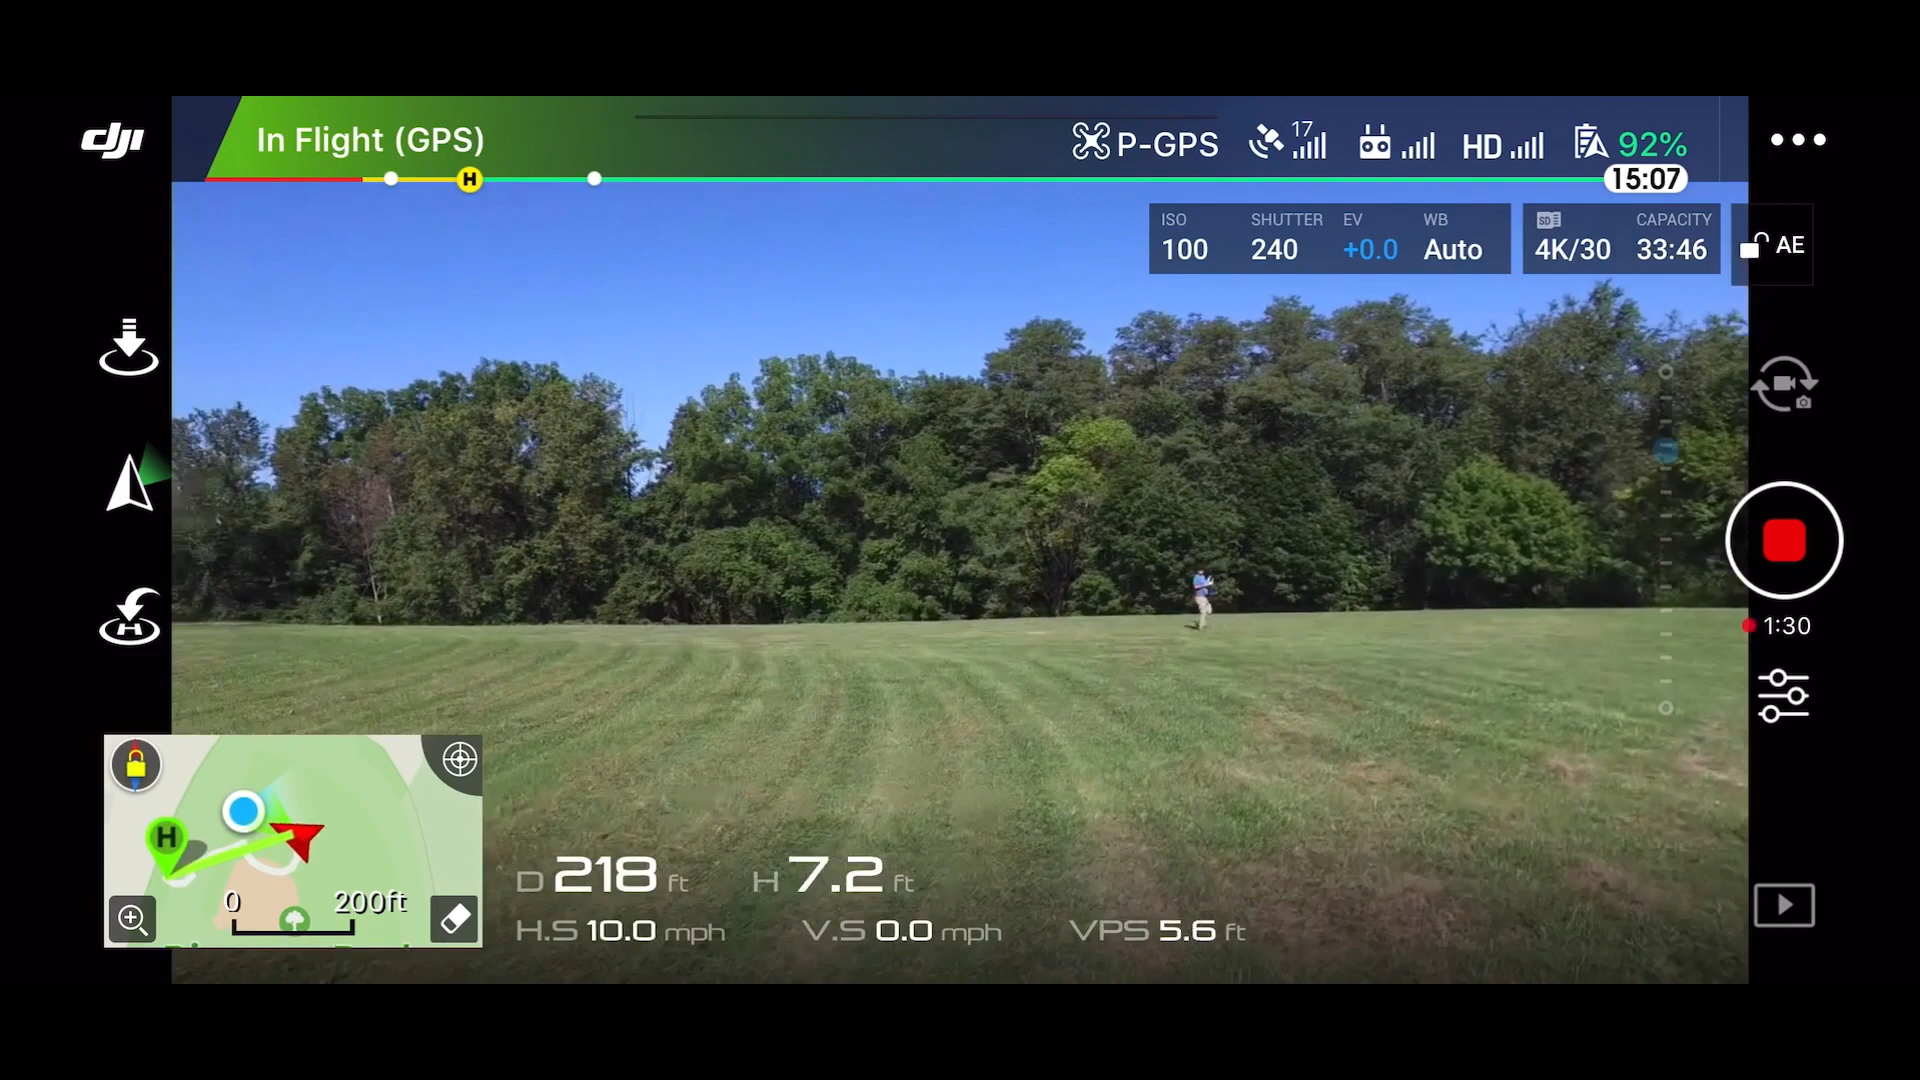 dji
In Flight (GPS)
P-GPS
17
HD
92%
H
15:07
ISO
100
SHUTTER
240
EV
+0.0
WB
Auto
SD
4K/30
CAPACITY
33:46
AE
H
1:30
H
0
200ft
D 218 ft
H 7.2 ft
H.S 10.0 mph
V.S 0.0 mph
VPS 5.6 ft